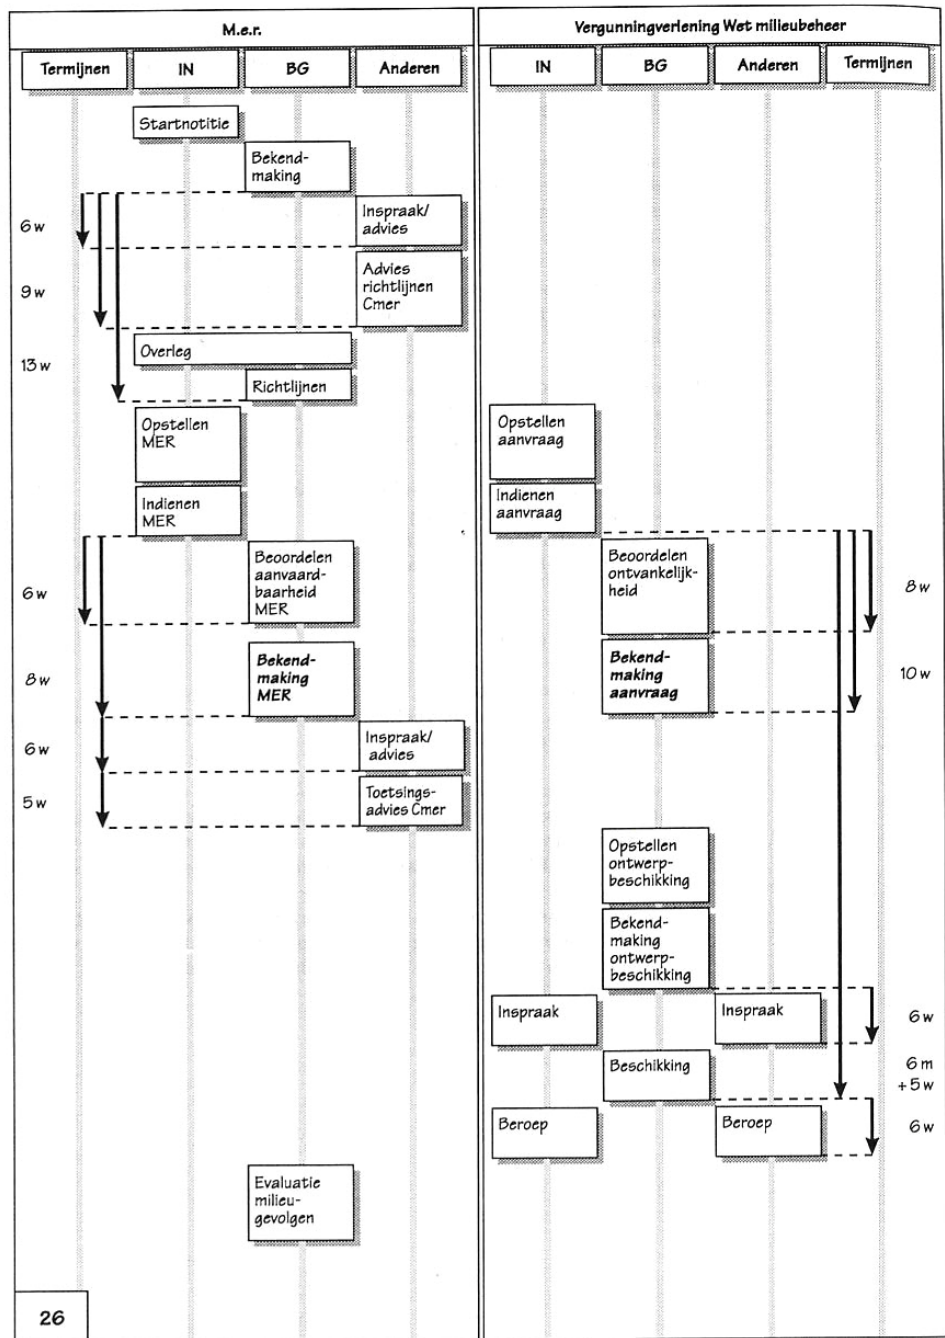 M.e.r.
Termijnen
IN
BG
Anderen
Startnotitie
Bekend-
making
6 w
Inspraak/
advies
9 w
Advies
richtlijnen
Cmer
13 w
Overleg
Richtlijnen
Opstellen
MER
Indienen
MER
6 w
Beoordelen
aanvaard-
baarheid
MER
8 w
Bekend-
making
MER
6 w
Inspraak/
advies
5 w
Toetsings-
advies Cmer
Evaluatie
milieu-
gevolgen
26
Vergunningverlening Wet milieubeheer
IN
BG
Anderen
Termijnen
Opstellen
aanvraag
Indienen
aanvraag
Beoordelen
ontvankelijk-
heid
8 w
Bekend-
making
aanvraag
10 w
Opstellen
ontwerp-
beschikking
Bekend-
making
ontwerp-
beschikking
Inspraak
Inspraak
6 w
Beschikking
6 m
+ 5 w
Beroep
Beroep
6 w